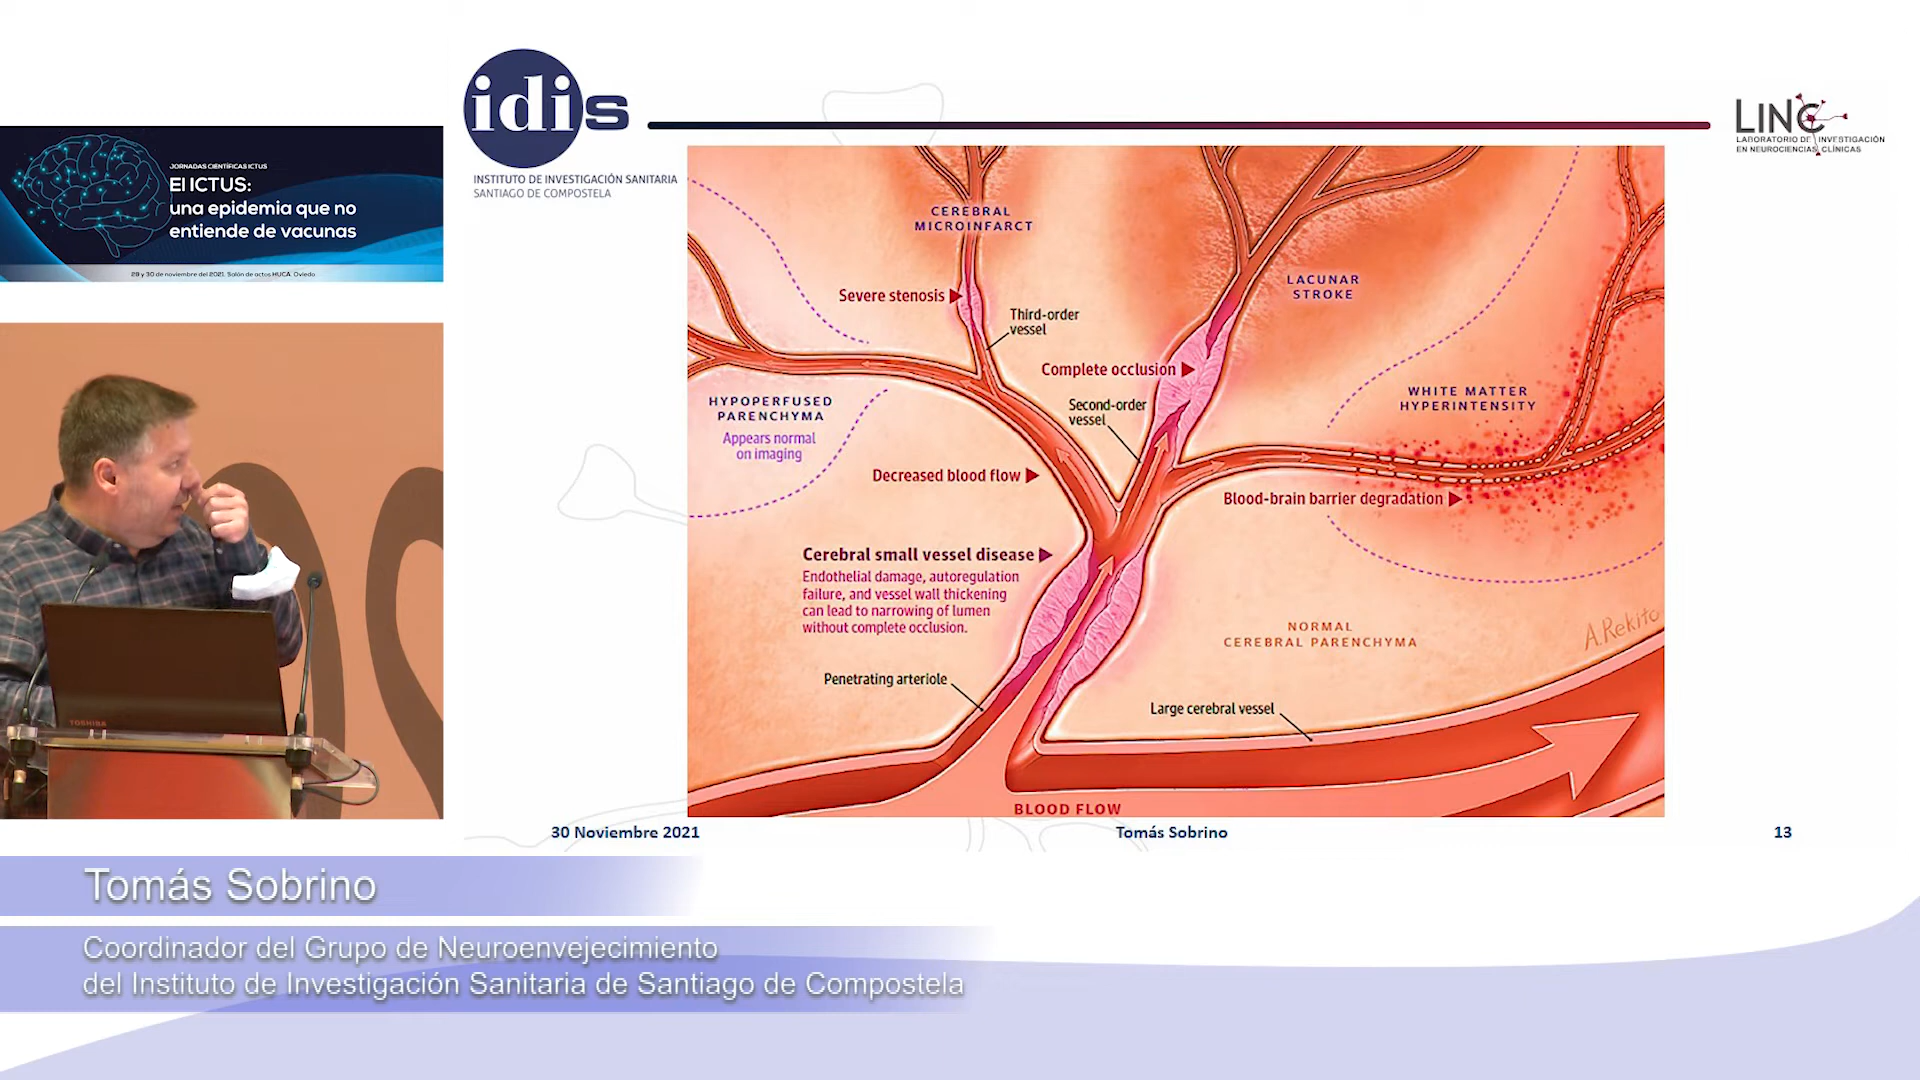 idis
INSTITUTO DE INVESTIGACIÓN SANITARIA
SANTIAGO DE COMPOSTELA
LINC
LABORATORIO DE INVESTIGACIÓN
EN NEUROCIENCIAS CLÍNICAS
JORNADAS CIENTÍFICAS ICTUS
El ICTUS:
una epidemia que no
entiende de vacunas
29 y 30 de noviembre del 2021. Salón de actos HUCA. Oviedo
CEREBRAL
MICROINFARCT
Severe stenosis
Third-order
vessel
LACUNAR
STROKE
Complete occlusion
Second-order
vessel
HYPOPERFUSED
PARENCHYMA
Appears normal
on imaging
WHITE MATTER
HYPERINTENSITY
Decreased blood flow
Blood-brain barrier degradation
Cerebral small vessel disease
Endothelial damage, autoregulation
failure, and vessel wall thickening
can lead to narrowing of lumen
without complete occlusion.
NORMAL
CEREBRAL PARENCHYMA
A.Rekito
Penetrating arteriole
Large cerebral vessel
BLOOD FLOW
TOSHIBA
30 Noviembre 2021
Tomás Sobrino
13
Tomás Sobrino
Coordinador del Grupo de Neuroenvejecimiento
del Instituto de Investigación Sanitaria de Santiago de Compostela